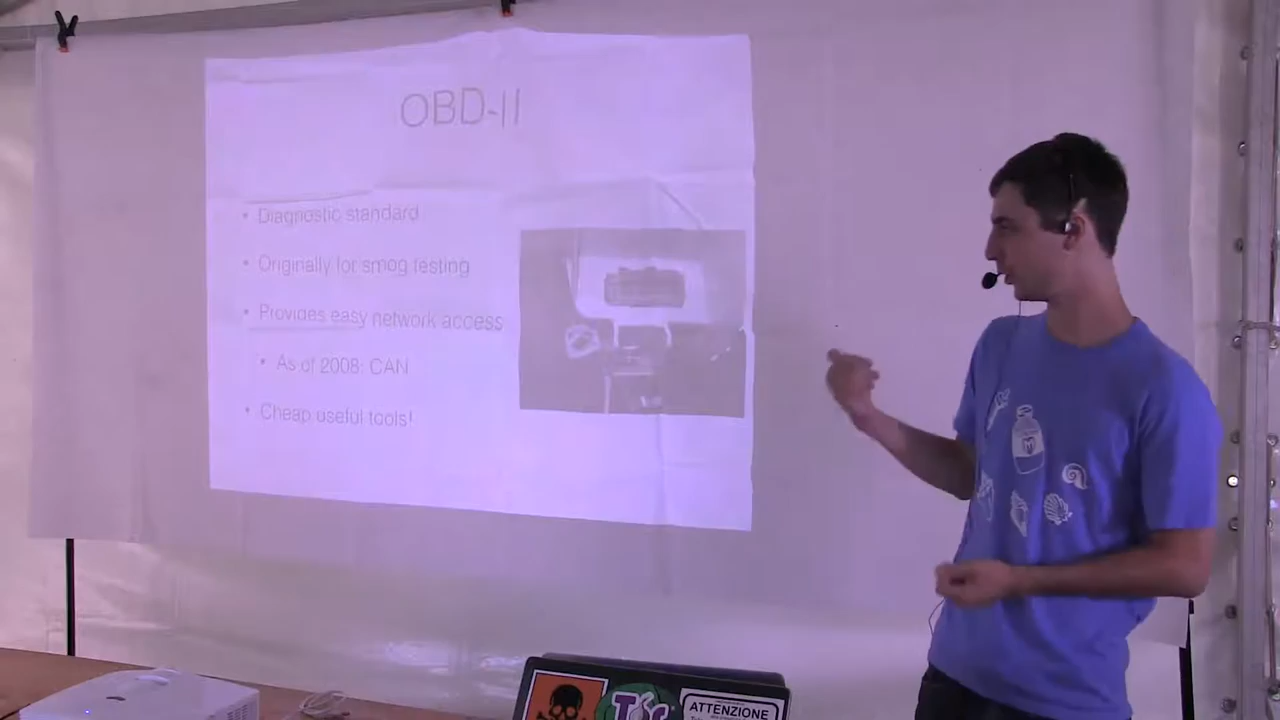 OBD-II
• Diagnostic standard
• Originally for smog testing
• Provides easy network access
• As of 2008: CAN
• Cheap useful tools!
ATTENZIONE